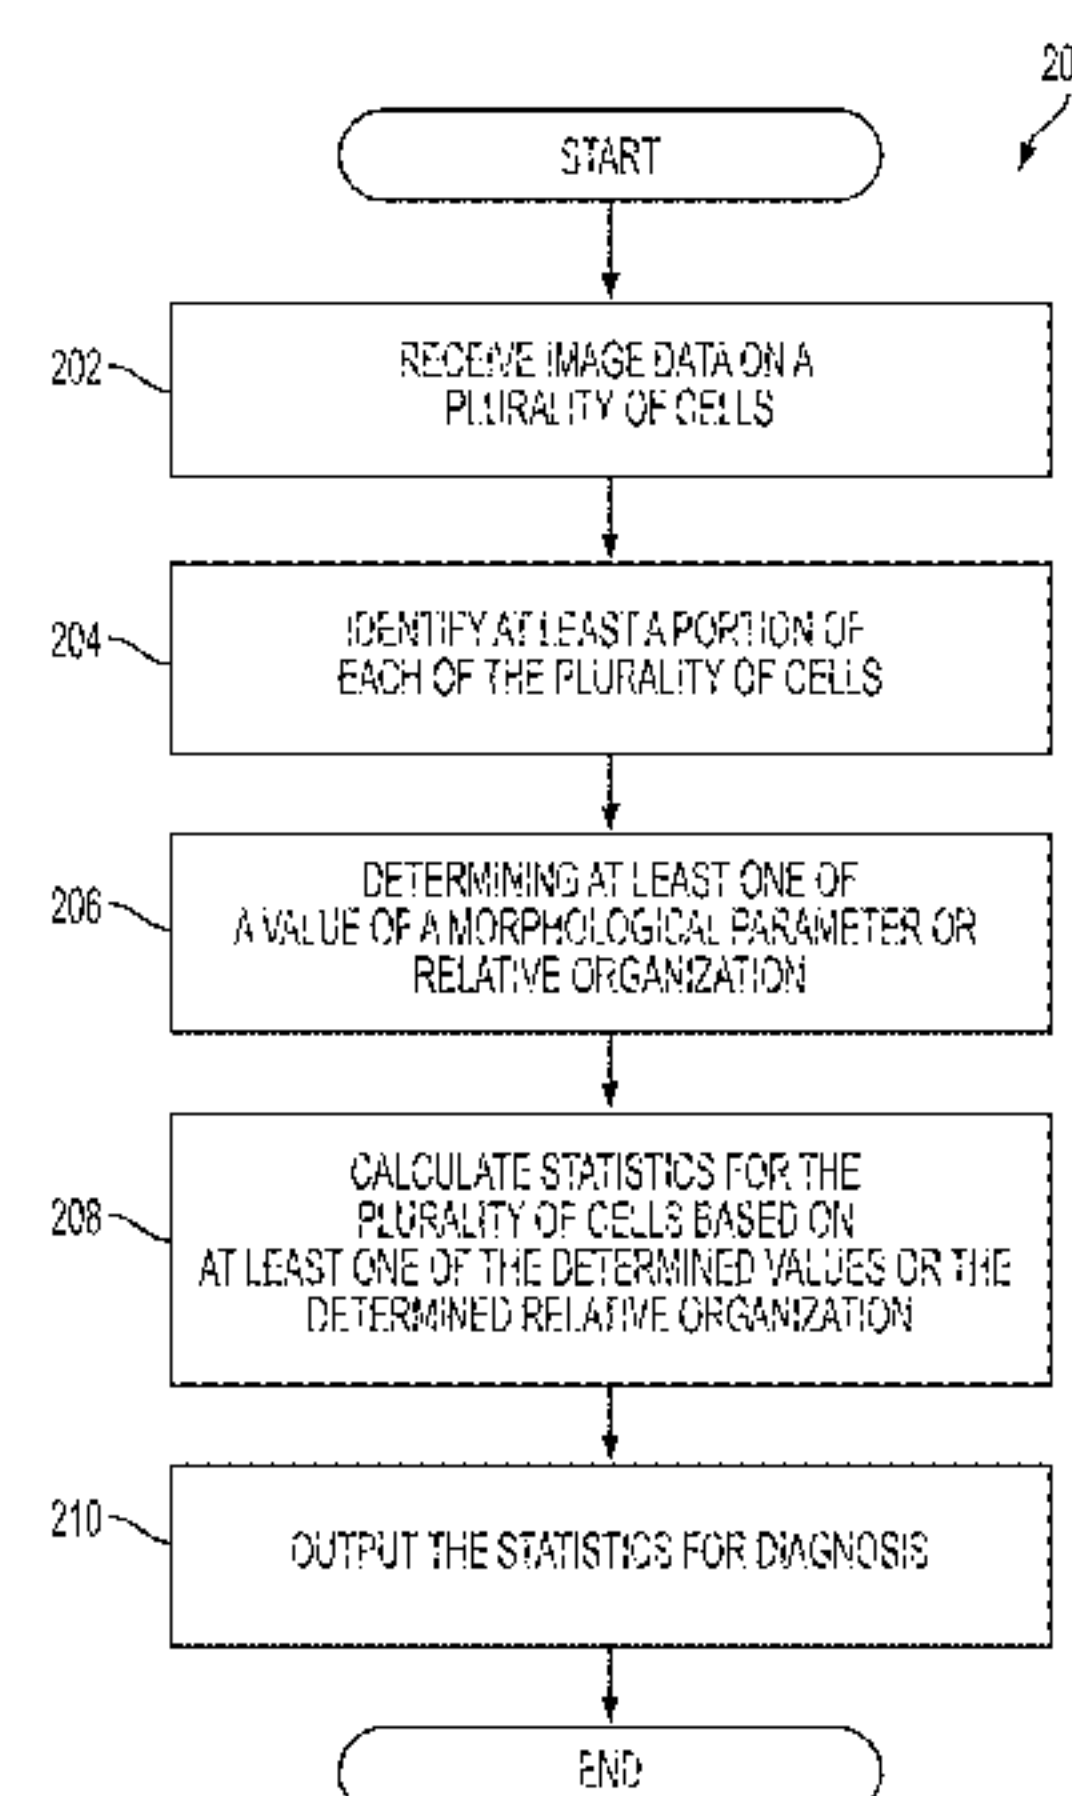 20
START
202
RECEIVE IMAGE DATA ON A
PLURALITY OF CELLS
204
IDENTIFY AT LEAST A PORTION OF
EACH OF THE PLURALITY OF CELLS
206
DETERMINING AT LEAST ONE OF
A VALUE OF A MORPHOLOGICAL PARAMETER OR
RELATIVE ORGANIZATION
208
CALCULATE STATISTICS FOR THE
PLURALITY OF CELLS BASED ON
AT LEAST ONE OF THE DETERMINED VALUES OR THE
DETERMINED RELATIVE ORGANIZATION
210
OUTPUT THE STATISTICS FOR DIAGNOSIS
END